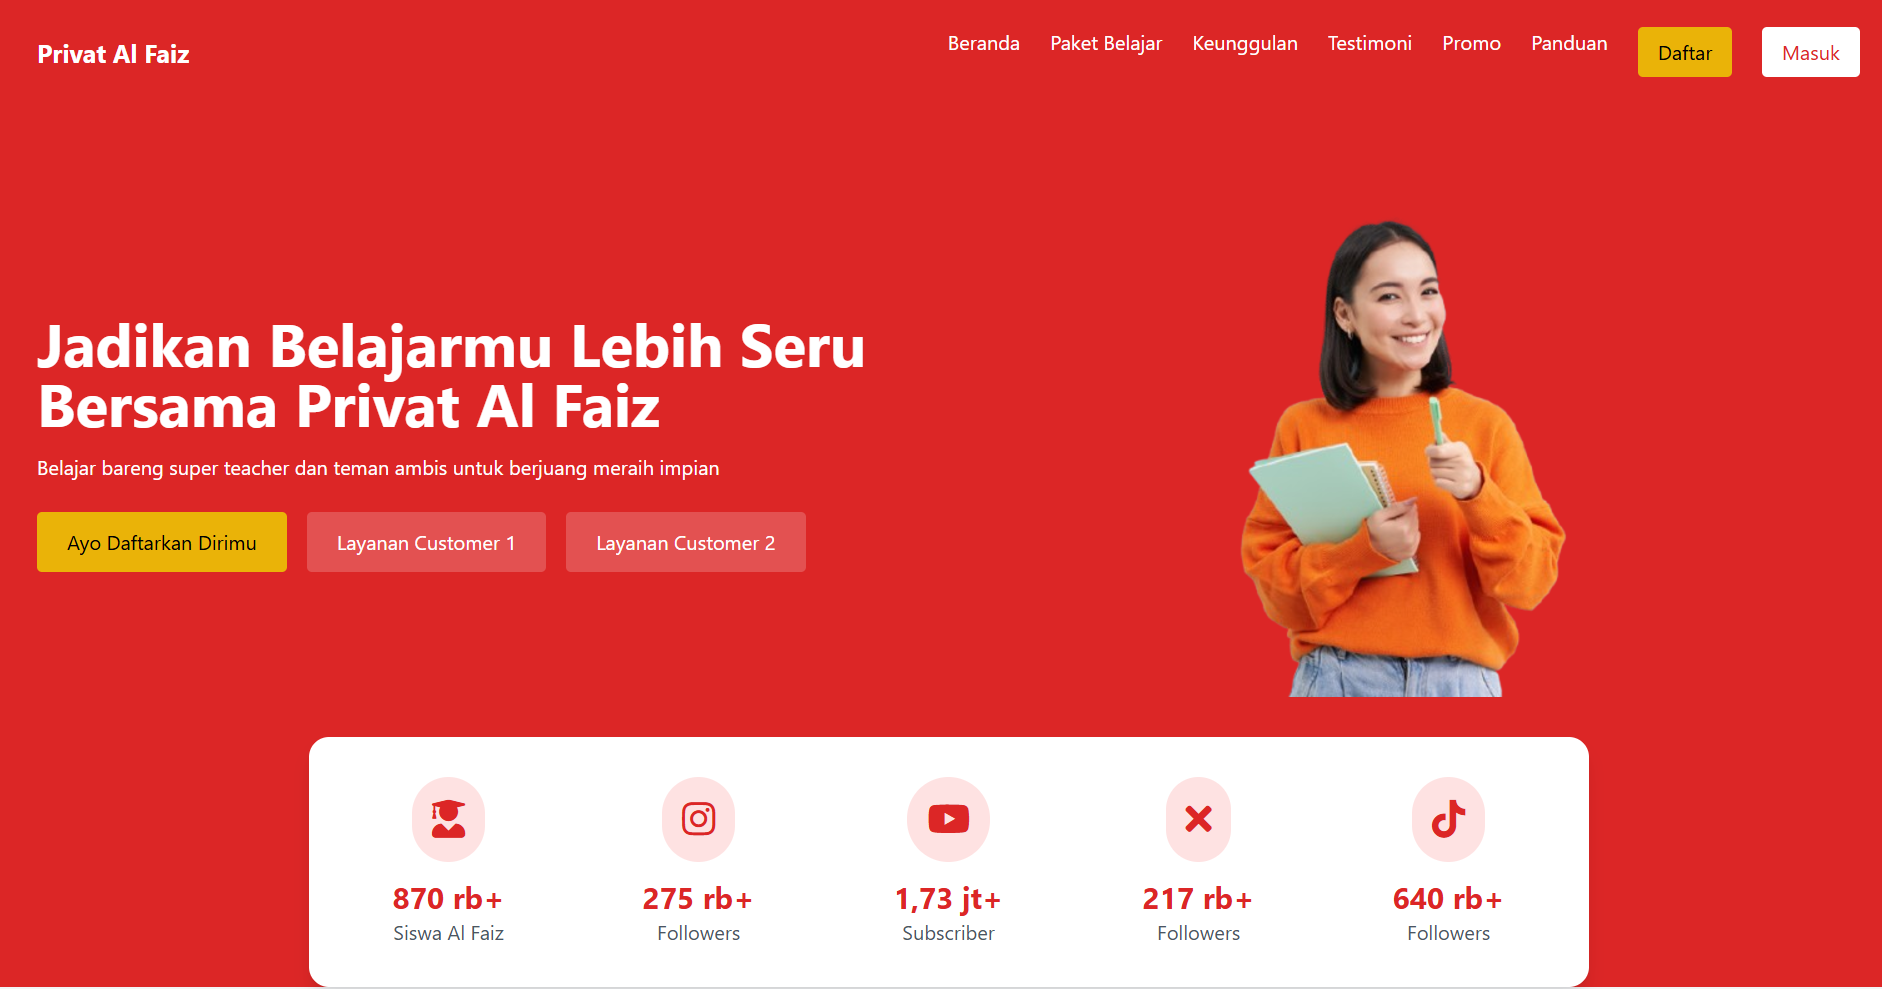 Privat Al Faiz
Beranda
Paket Belajar
Keunggulan
Testimoni
Promo
Panduan
Daftar
Masuk
Jadikan Belajarmu Lebih Seru
Bersama Privat Al Faiz
Belajar bareng super teacher dan teman ambis untuk berjuang meraih impian
Ayo Daftarkan Dirimu
Layanan Customer 1
Layanan Customer 2
870 rb+
Siswa Al Faiz
275 rb+
Followers
1,73 jt+
Subscriber
217 rb+
Followers
640 rb+
Followers